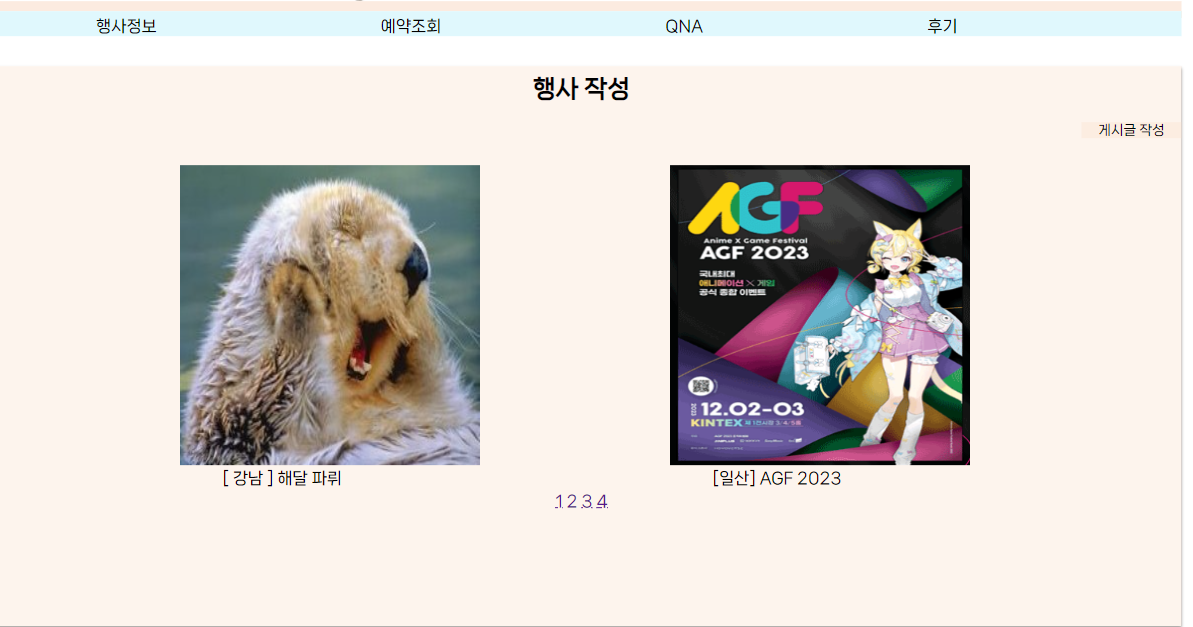 행사정보 예약조회 QNA 후기
행사 작성
게시글 작성
AGF
Anime X Game Festival
AGF 2023
국내최대
애니메이션 X 게임
공식 종합 이벤트
2023 12.02-03
KINTEX 제 1전시장 3/4/5홀
[ 강남 ] 해달 파뤼
[일산] AGF 2023
1 2 3 4